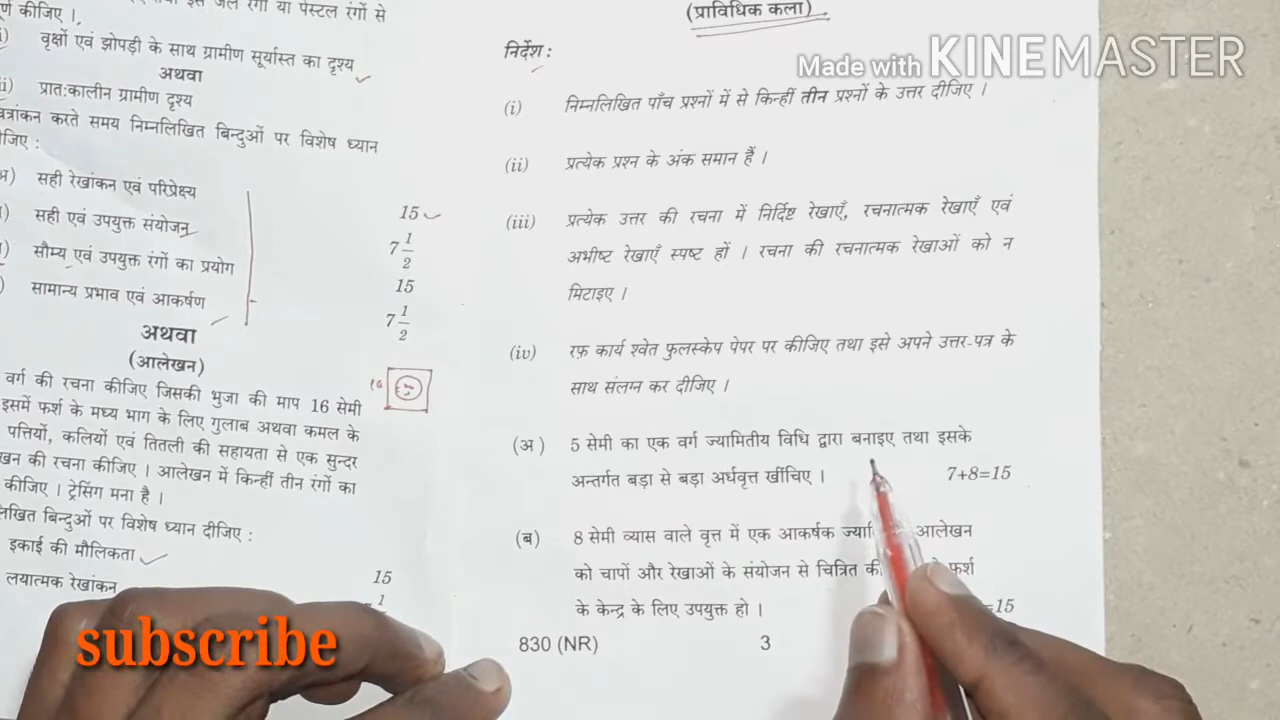 इसे जल रंगों या पेस्टल रंगों से
पूर्ण कीजिए ।
वृक्षों एवं झोपड़ी के साथ ग्रामीण सूर्यास्त का दृश्य
अथवा
प्रातःकालीन ग्रामीण दृश्य
करते समय निम्नलिखित बिन्दुओं पर विशेष ध्यान
सही रेखांकन एवं परिप्रेक्ष्य 15
सही एवं उपयुक्त संयोजन 7 1/2
सौम्य एवं उपयुक्त रंगों का प्रयोग 15
सामान्य प्रभाव एवं आकर्षण 7 1/2
अथवा
(आलेखन)
वर्ग की रचना कीजिए जिसकी भुजा की माप 16 सेमी
इसमें फर्श के मध्य भाग के लिए गुलाब अथवा कमल के
पत्तियों, कलियों एवं तितली की सहायता से एक सुन्दर
की रचना कीजिए । आलेखन में किन्हीं तीन रंगों का
कीजिए । ट्रेसिंग मना है ।
बिन्दुओं पर विशेष ध्यान दीजिए :
इकाई की मौलिकता 15
लयात्मक रेखांकन
(प्राविधिक कला)
निर्देश :
(i) निम्नलिखित पाँच प्रश्नों में से किन्हीं तीन प्रश्नों के उत्तर दीजिए ।
(ii) प्रत्येक प्रश्न के अंक समान हैं ।
(iii) प्रत्येक उत्तर की रचना में निर्दिष्ट रेखाएँ, रचनात्मक रेखाएँ एवं
अभीष्ट रेखाएँ स्पष्ट हों । रचना की रचनात्मक रेखाओं को न
मिटाइए ।
(iv) रफ़ कार्य श्वेत फुलस्केप पेपर पर कीजिए तथा इसे अपने उत्तर-पत्र के
साथ संलग्न कर दीजिए ।
(अ) 5 सेमी का एक वर्ग ज्यामितीय विधि द्वारा बनाइए तथा इसके
अन्तर्गत बड़ा से बड़ा अर्धवृत्त खींचिए । 7+8=15
(ब) 8 सेमी व्यास वाले वृत्त में एक आकर्षक आलेखन
को चापों और रेखाओं के संयोजन से चित्रित फर्श
के केन्द्र के लिए उपयुक्त हो । =15
830 (NR) 3
Made with KINEMASTER
subscribe